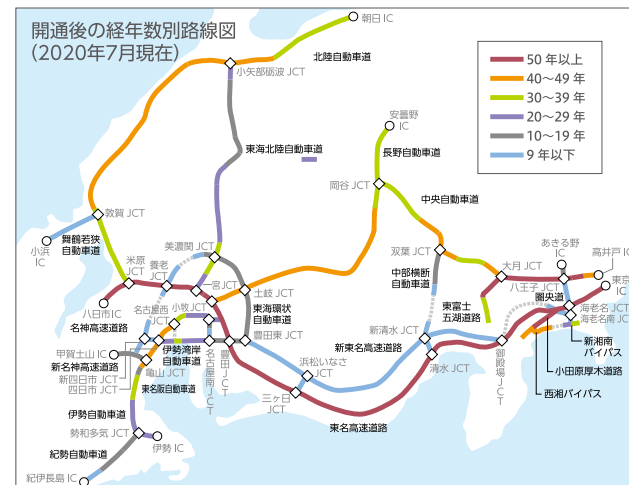 開通後の経年数別路線図
(2020年7月現在)
朝日 IC
50 年以上
40～49 年
30～39 年
20～29 年
10～19 年
9 年以下
北陸自動車道
小矢部砺波 JCT
安曇野
IC
東海北陸自動車道
長野自動車道
岡谷 JCT
中央自動車道
敦賀 JCT
小浜
IC
舞鶴若狭
自動車道
美濃関 JCT
双葉 JCT
あきる野
IC
高井戸 IC
米原
JCT
養老
JCT
一宮 JCT
大月 JCT
八王子 JCT
東京 IC
中部横断
自動車道
圏央道
八日市 IC
名古屋西
JCT
小牧 JCT
土岐 JCT
東海環状
自動車道
東富士
五湖道路
海老名 JCT
海老名南 JCT
名神高速道路
新清水 JCT
豊田東 JCT
新東名高速道路
新湘南
バイパス
甲賀土山 IC
伊勢湾岸
自動車道
新名神高速道路
名古屋南JCT
豊田JCT
浜松いなさ
JCT
清水 JCT
御殿場JCT
小田原厚木道路
新四日市 JCT
四日市 JCT
亀山 JCT
東名阪自動車道
三ヶ日
JCT
西湘バイパス
伊勢自動車道
東名高速道路
勢和多気 JCT
伊勢 IC
紀勢自動車道
紀伊長島 IC